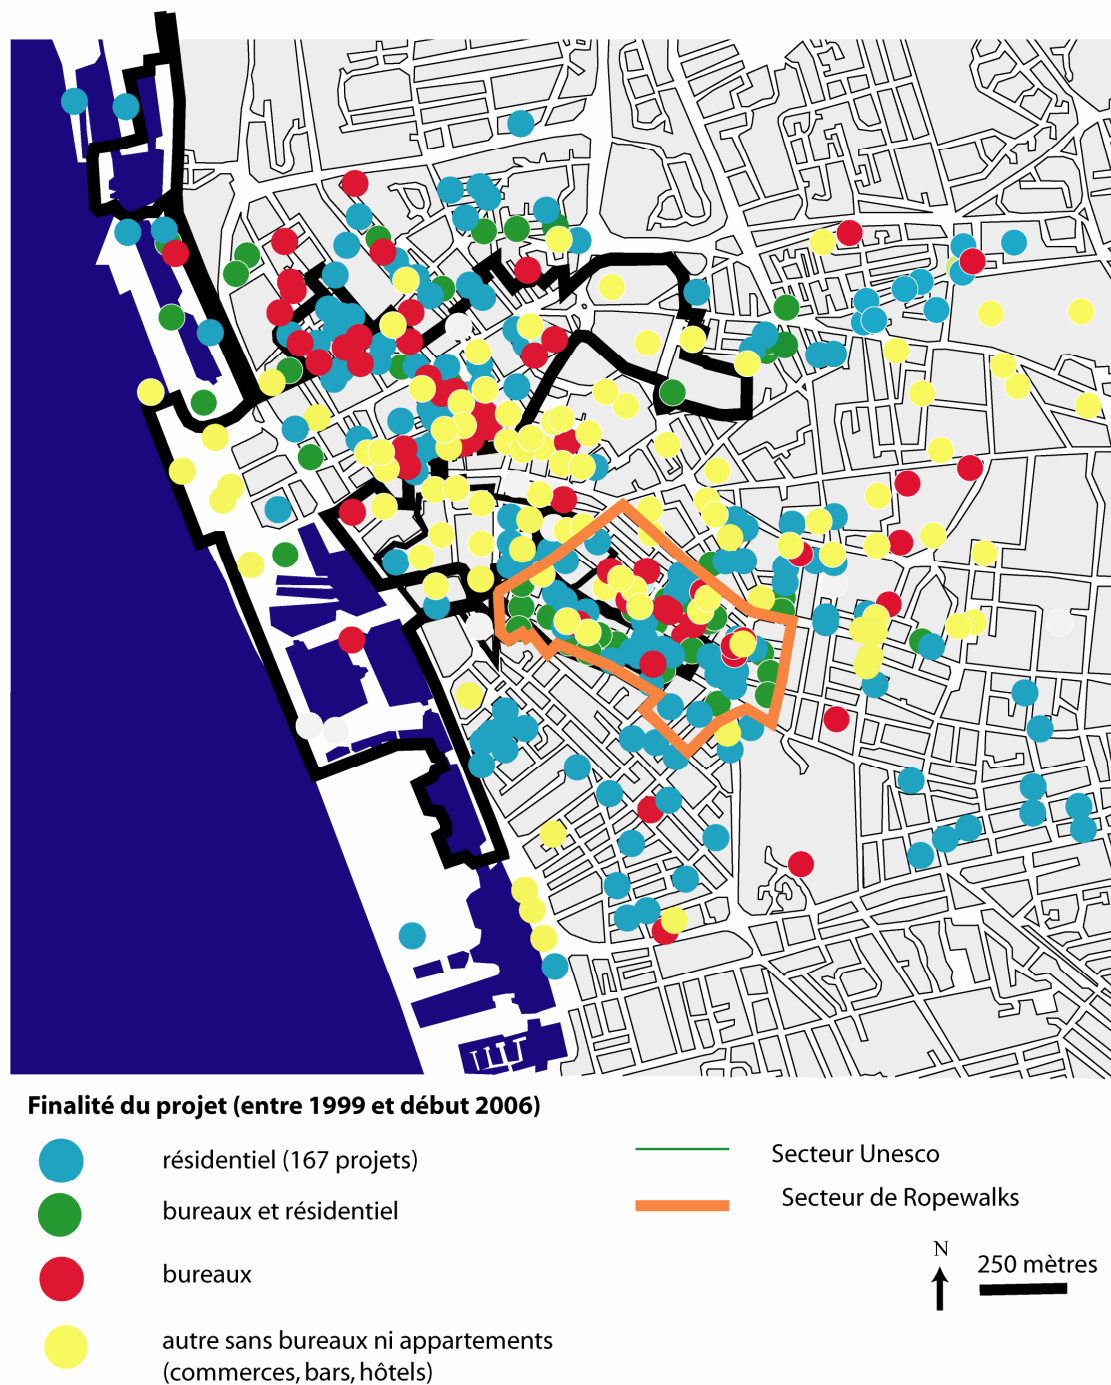 Finalité du projet (entre 1999 et début 2006)
résidentiel (167 projets)
bureaux et résidentiel
bureaux
autre sans bureaux ni appartements
(commerces, bars, hôtels)
Secteur Unesco
Secteur de Ropewalks
N
250 mètres